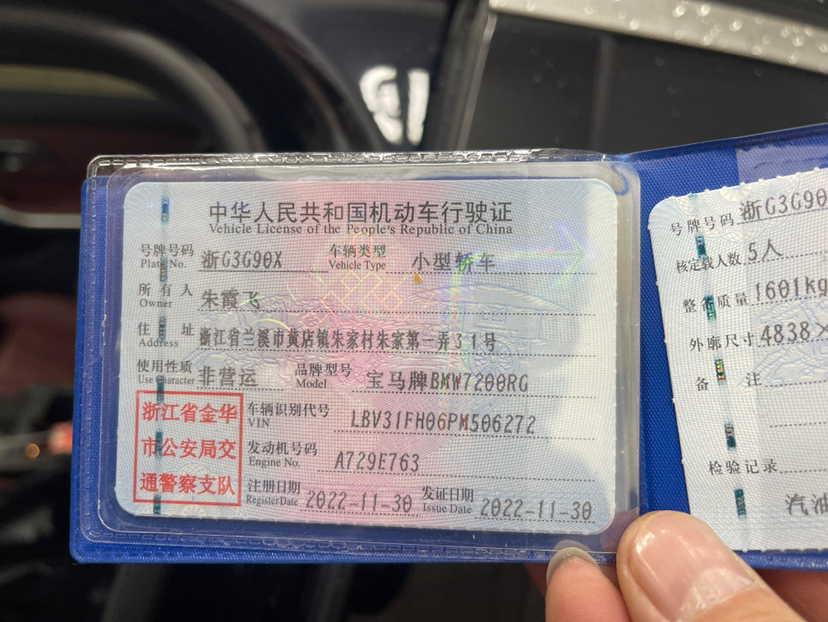 中华人民共和国机动车行驶证
Vehicle License of the People's Republic of China
号牌号码 浙G3G90X 车辆类型 小型轿车
Plate No. Vehicle Type
所有人 朱霞飞
Owner
住址 浙江省兰溪市黄店镇朱家村朱家第一弄31号
Address
使用性质 非营运 品牌型号 宝马牌BMW7200RG
Use Character Model
浙江省金华
市公安局交
通警察支队
车辆识别代号 LBV31FH06PM506272
VIN
发动机号码 A729E763
Engine No.
注册日期 2022-11-30 发证日期 2022-11-30
Register Date Issue Date
号牌号码 浙G3G90
核定载人数 5人
整备质量 1601kg
外廓尺寸 4838×
备注
检验记录
汽油